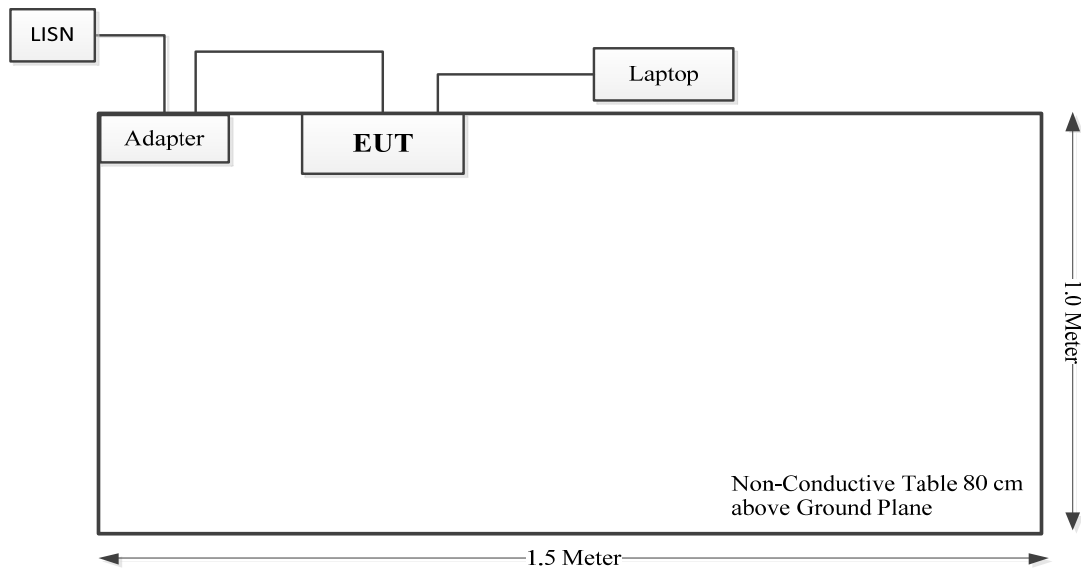 LISN
Laptop
Adapter
EUT
1.0 Meter
Non-Conductive Table 80 cm
above Ground Plane
1.5 Meter